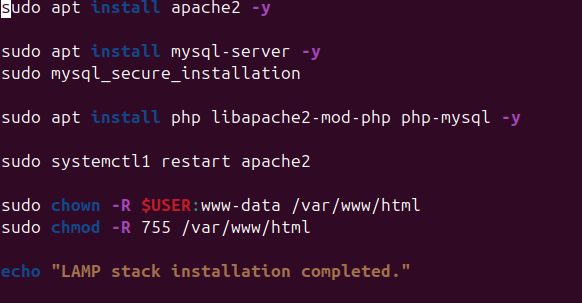 sudo apt install apache2 -y
sudo apt install mysql-server -y
sudo mysql_secure_installation
sudo apt install php libapache2-mod-php php-mysql -y
sudo systemctl1 restart apache2
sudo chown -R $USER:www-data /var/www/html
sudo chmod -R 755 /var/www/html
echo "LAMP stack installation completed."